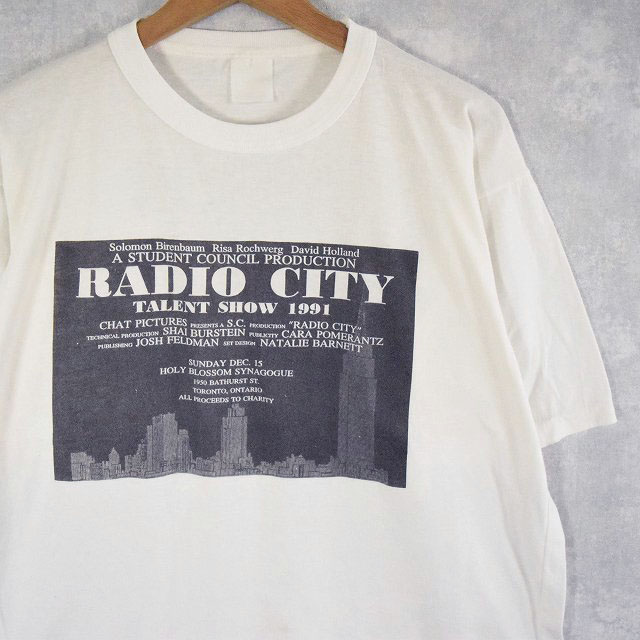 Solomon Birenbaum Risa Rochwerg David Holland
A STUDENT COUNCIL PRODUCTION
RADIO CITY
TALENT SHOW 1991
CHAT PICTURES PRESENTS A S.C. PRODUCTION "RADIO CITY"
TECHNICAL PRODUCTION SHAI BURSTEIN PUBLICITY CARA POMERANTZ
PUBLISHING JOSH FELDMAN SET DESIGN NATALIE BARNETT
SUNDAY DEC. 15
HOLY BLOSSOM SYNAGOGUE
1950 BATHURST ST.
TORONTO, ONTARIO
ALL PROCEEDS TO CHARITY